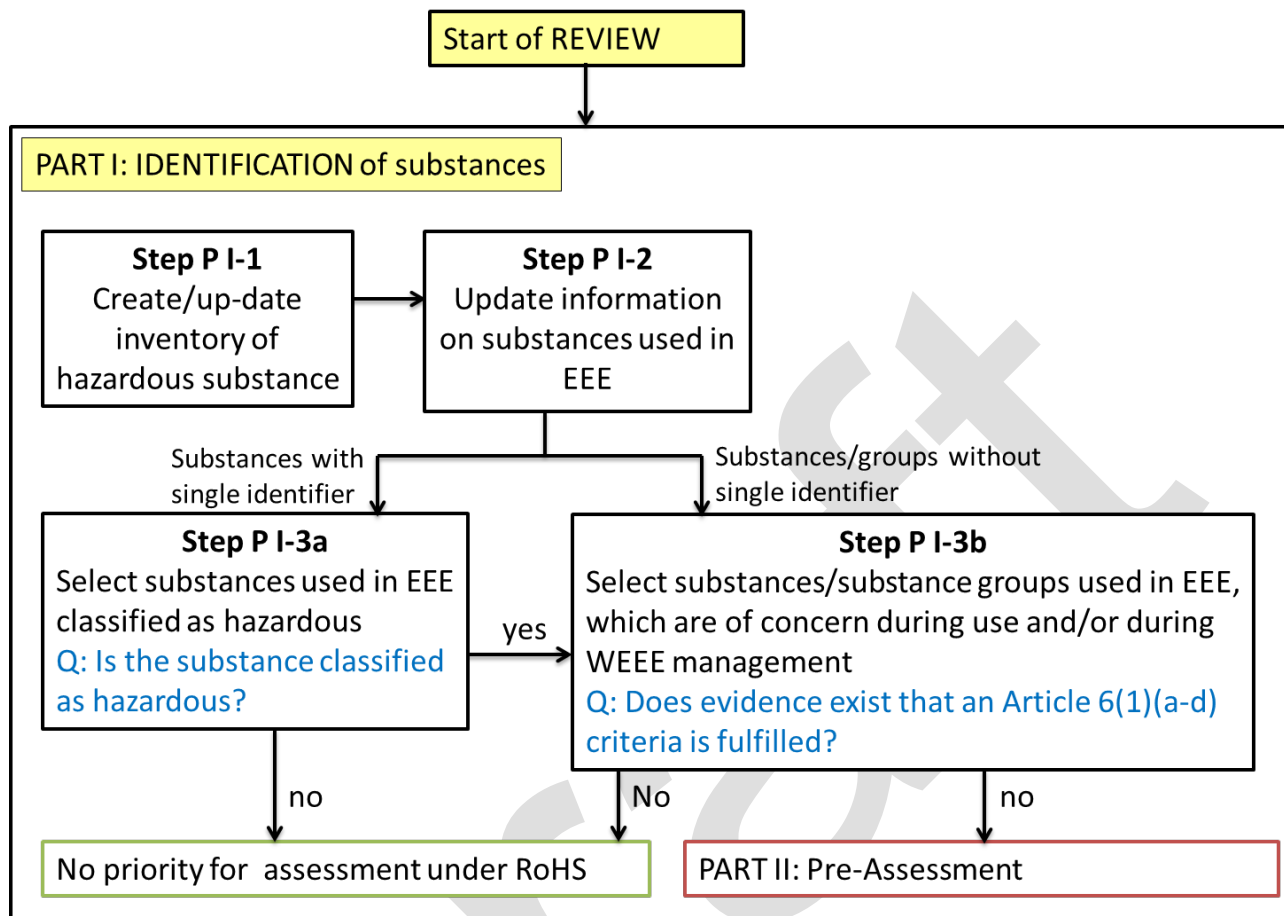 Start of REVIEW
PART I: IDENTIFICATION of substances
Step P I-1
Create/up-date
inventory of
hazardous substance
Step P I-2
Update information
on substances used in
EEE
Substances with
single identifier
Substances/groups without
single identifier
Step P I-3a
Select substances used in EEE
classified as hazardous
Q: Is the substance classified
as hazardous?
yes
Step P I-3b
Select substances/substance groups used in EEE,
which are of concern during use and/or during
WEEE management
Q: Does evidence exist that an Article 6(1)(a-d)
criteria is fulfilled?
no
No
no
No priority for assessment under RoHS
PART II: Pre-Assessment